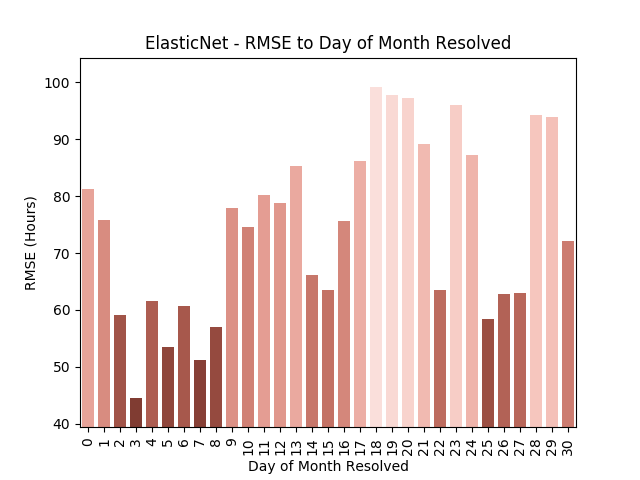 ElasticNet - RMSE to Day of Month Resolved
RMSE (Hours)
100
90
80
70
60
50
40
0 1 2 3 4 5 6 7 8 9 10 11 12 13 14 15 16 17 18 19 20 21 22 23 24 25 26 27 28 29 30
Day of Month Resolved